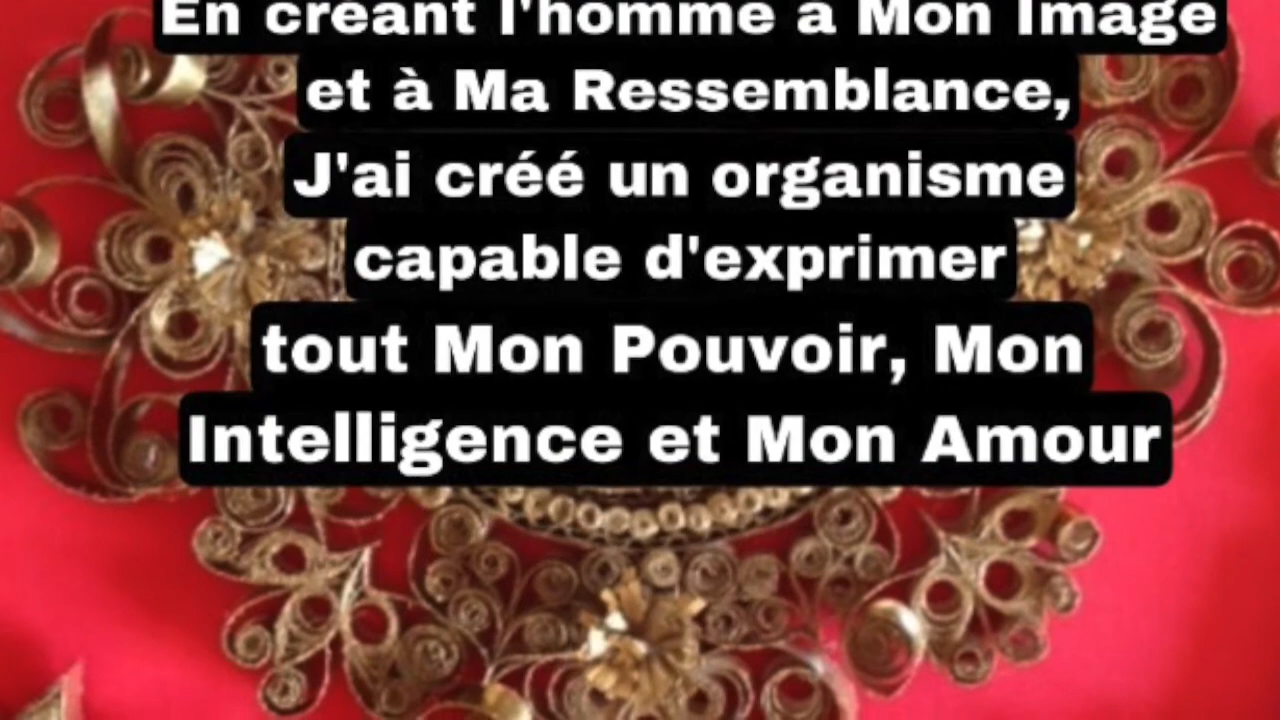 En créant l'homme à Mon Image
et à Ma Ressemblance,
J'ai créé un organisme
capable d'exprimer
tout Mon Pouvoir, Mon
Intelligence et Mon Amour